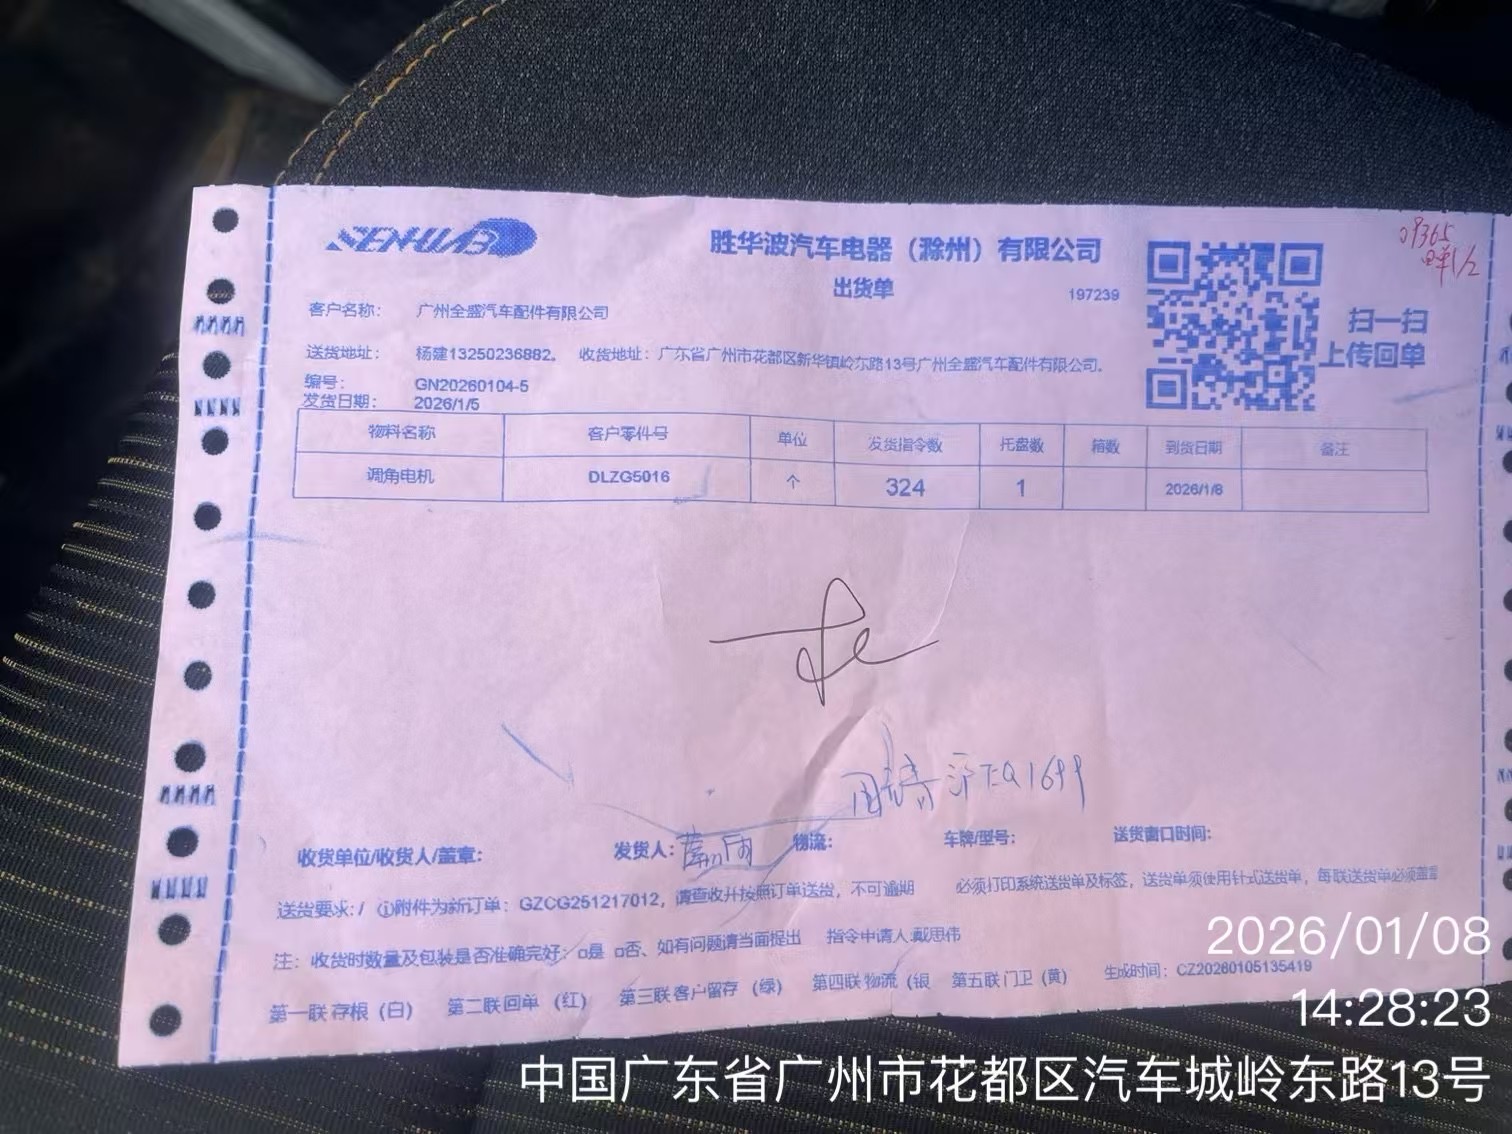 SENHUAB
胜华波汽车电器（滁州）有限公司
出货单
197239
09365
单1/2
扫一扫
上传回单
客户名称： 广州全盛汽车配件有限公司
送货地址： 杨建13250236882。 收货地址：广东省广州市花都区新华镇岭东路13号广州全盛汽车配件有限公司。
编号： GN20260104-5
发货日期： 2026/1/5
物料名称 客户零件号 单位 发货指令数 托盘数 箱数 到货日期 备注
调角电机 DLZG5016 个 324 1 2026/1/8
沪EQ1699
收货单位/收货人/盖章： 发货人： 物流： 车牌/型号： 送货窗口时间：
送货要求：/ ①附件为新订单：GZCG251217012，请查收并按照订单送货，不可逾期 必须打印系统送货单及标签，送货单须使用针式送货单，每联送货单必须盖
注： 收货时数量及包装是否准确完好：□是 □否、如有问题请当面提出 指令申请人:戴思伟
第一联 存根（白） 第二联 回单（红） 第三联 客户留存（绿） 第四联 物流（银 第五联 门卫（黄） 生成时间：CZ20260105135419
2026/01/08
14:28:23
中国广东省广州市花都区汽车城岭东路13号